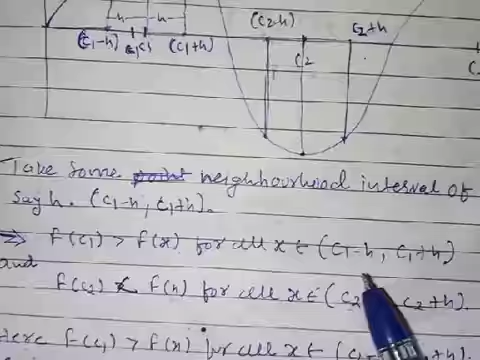 h h (c2-h) c2+h
(c1-h) c1 (c1+h) c2
Take some neighbourhood interval of
say h. (c1-h, c1+h).
⇒ f(c1) > f(x) for all x ∈ (c1-h, c1+h)
and
f(c2) < f(x) for all x ∈ (c2 , c2+h).
Here f(c1) > f(x) for all x ∈ (c1 +h).